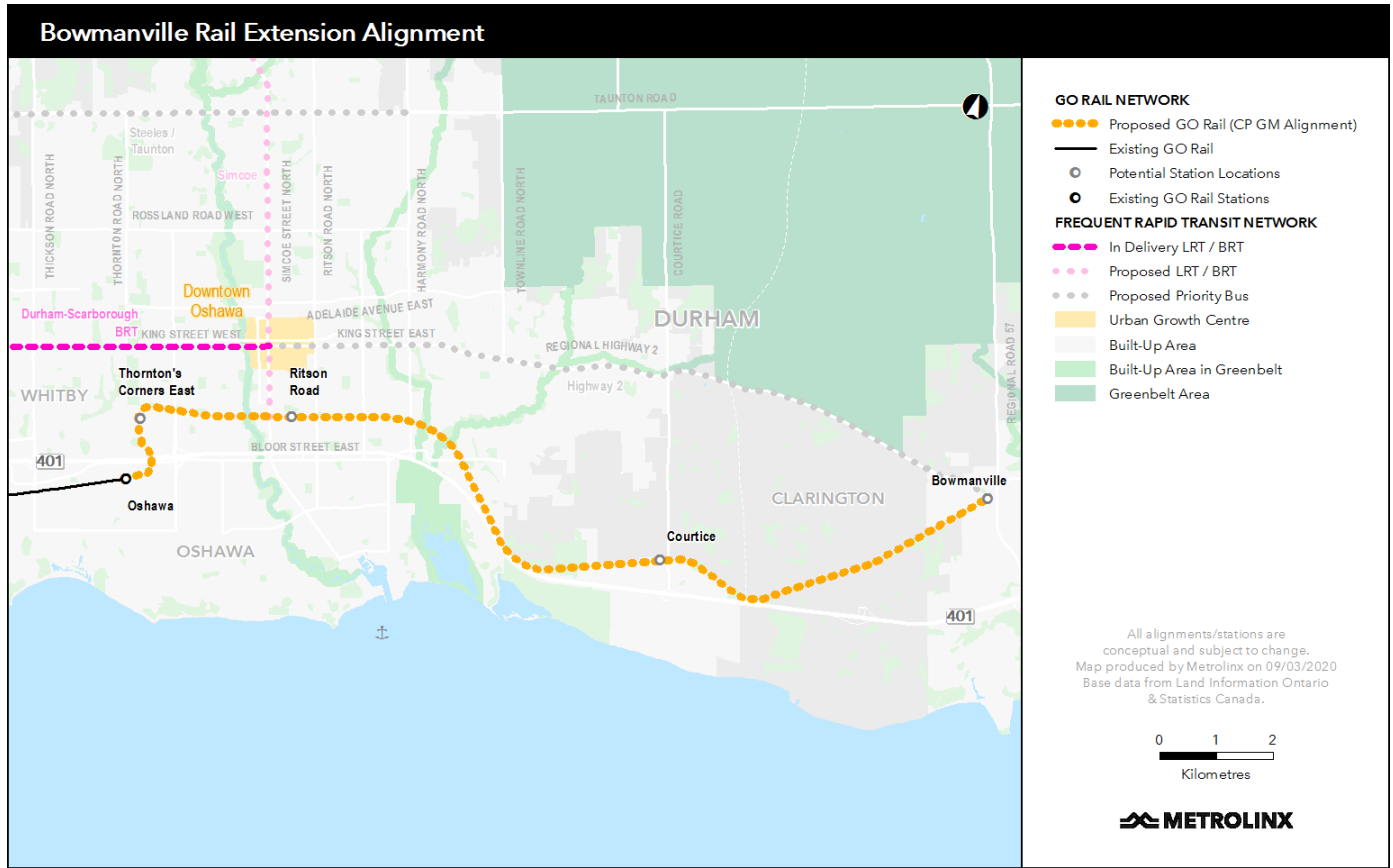 Bowmanville Rail Extension Alignment
TAUNTON ROAD
Steeles /
Taunton
THICKSON ROAD NORTH
THORNTON ROAD NORTH
Simcoe
SIMCOE STREET NORTH
RITSON ROAD NORTH
HARMONY ROAD NORTH
TOWNLINE ROAD NORTH
COURTICE ROAD
ROSSLAND ROAD WEST
Downtown
Oshawa
ADELAIDE AVENUE EAST
Durham-Scarborough
BRT
KING STREET WEST
KING STREET EAST
DURHAM
REGIONAL HIGHWAY 2
Highway 2
REGIONAL ROAD 57
WHITBY
Thornton's
Corners East
Ritson
Road
BLOOR STREET EAST
401
Oshawa
OSHAWA
Courtice
CLARINGTON
Bowmanville
401
GO RAIL NETWORK
Proposed GO Rail (CP GM Alignment)
Existing GO Rail
Potential Station Locations
Existing GO Rail Stations
FREQUENT RAPID TRANSIT NETWORK
In Delivery LRT / BRT
Proposed LRT / BRT
Proposed Priority Bus
Urban Growth Centre
Built-Up Area
Built-Up Area in Greenbelt
Greenbelt Area
All alignments/stations are
conceptual and subject to change.
Map produced by Metrolinx on 09/03/2020
Base data from Land Information Ontario
& Statistics Canada.
0 1 2
Kilometres
METROLINX